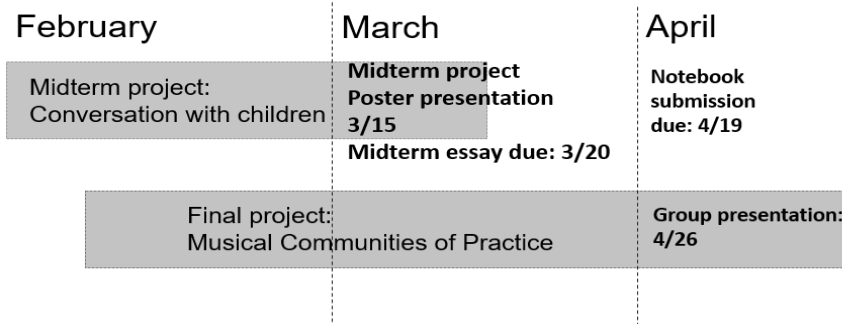 February
March
April
Midterm project:
Conversation with children
Midterm project
Poster presentation
3/15
Midterm essay due: 3/20
Notebook
submission
due: 4/19
Final project:
Musical Communities of Practice
Group presentation:
4/26